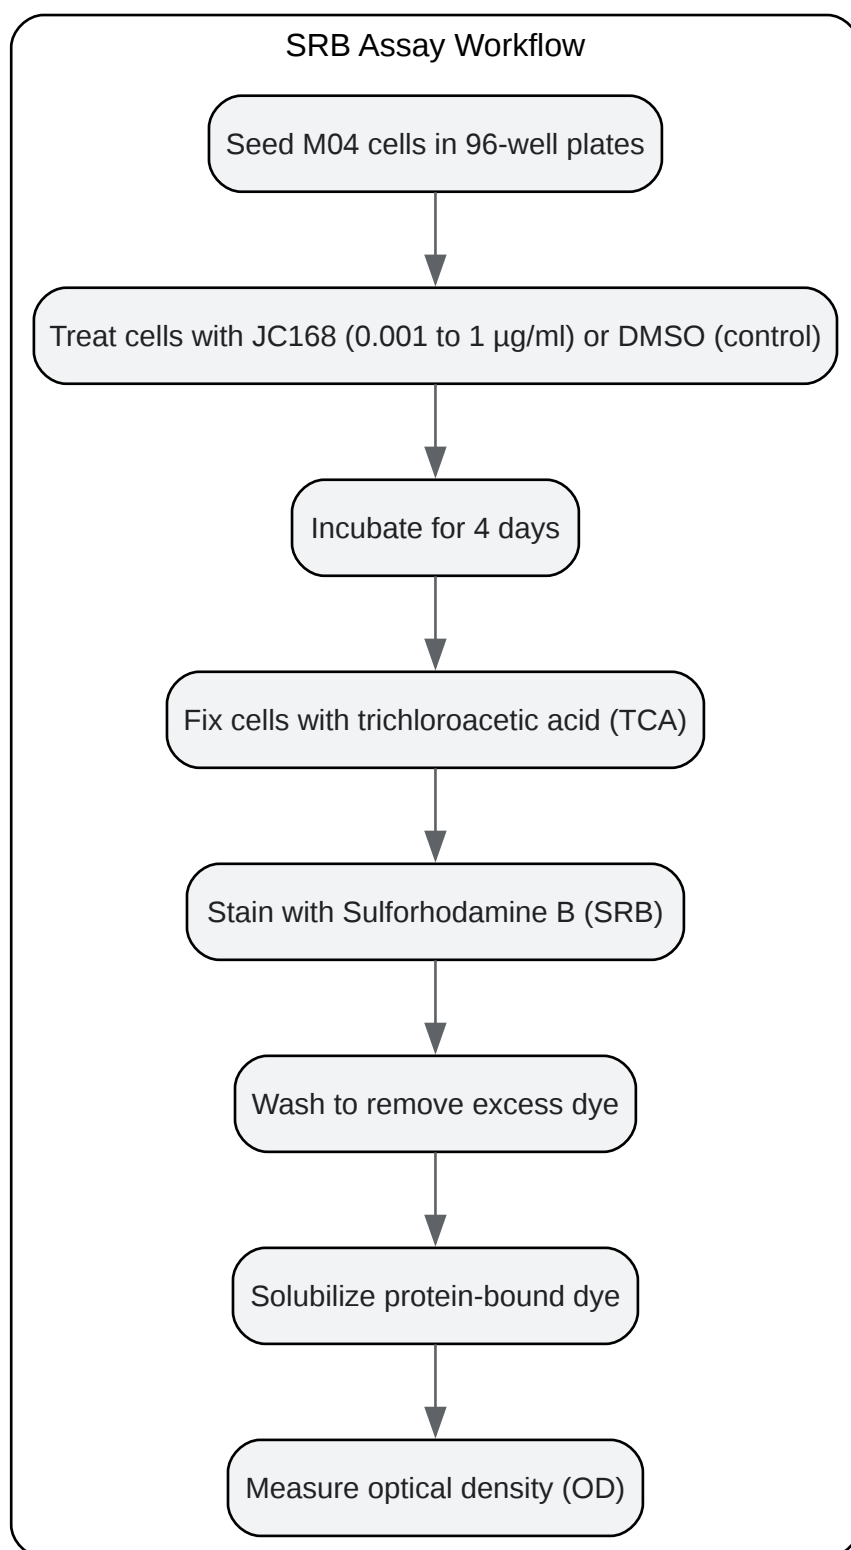 SRB Assay Workflow
Seed M04 cells in 96-well plates
Treat cells with JC168 (0.001 to 1 µg/ml) or DMSO (control)
Incubate for 4 days
Fix cells with trichloroacetic acid (TCA)
Stain with Sulforhodamine B (SRB)
Wash to remove excess dye
Solubilize protein-bound dye
Measure optical density (OD)